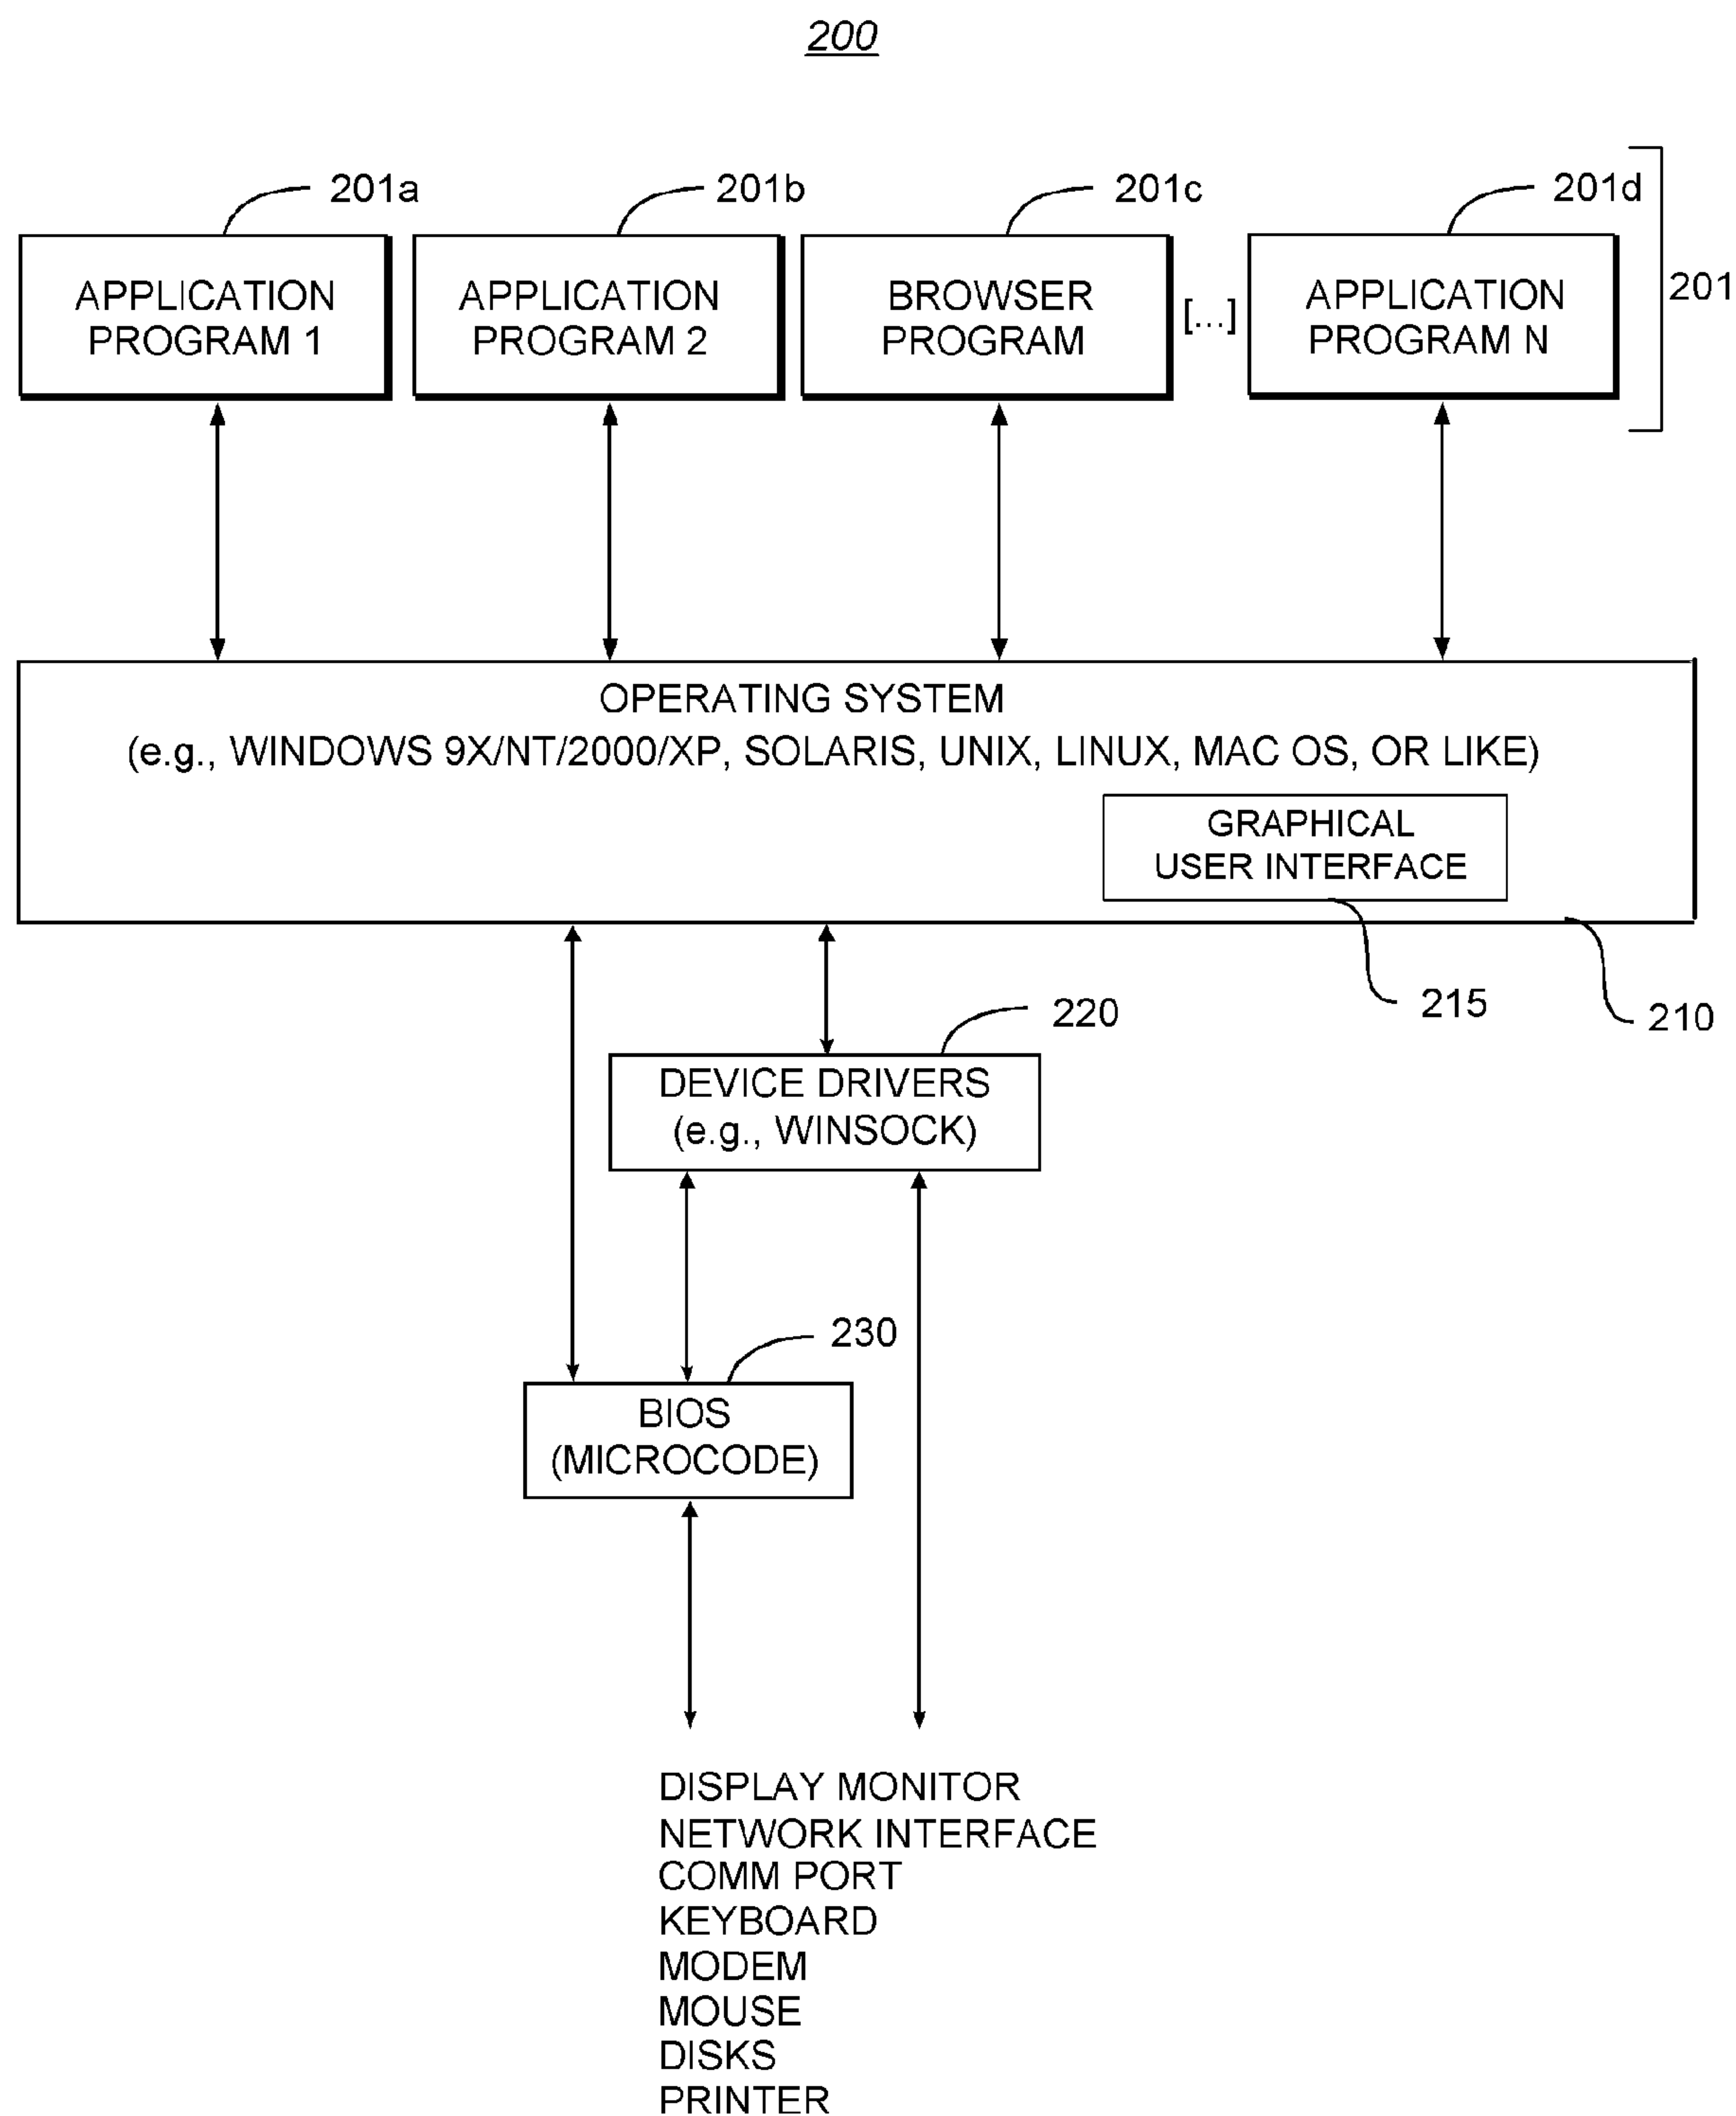 200
201a
201b
201c
201d
201
APPLICATION
PROGRAM 1
APPLICATION
PROGRAM 2
BROWSER
PROGRAM
[...]
APPLICATION
PROGRAM N
OPERATING SYSTEM
(e.g., WINDOWS 9X/NT/2000/XP, SOLARIS, UNIX, LINUX, MAC OS, OR LIKE)
GRAPHICAL
USER INTERFACE
215
210
220
DEVICE DRIVERS
(e.g., WINSOCK)
230
BIOS
(MICROCODE)
DISPLAY MONITOR
NETWORK INTERFACE
COMM PORT
KEYBOARD
MODEM
MOUSE
DISKS
PRINTER